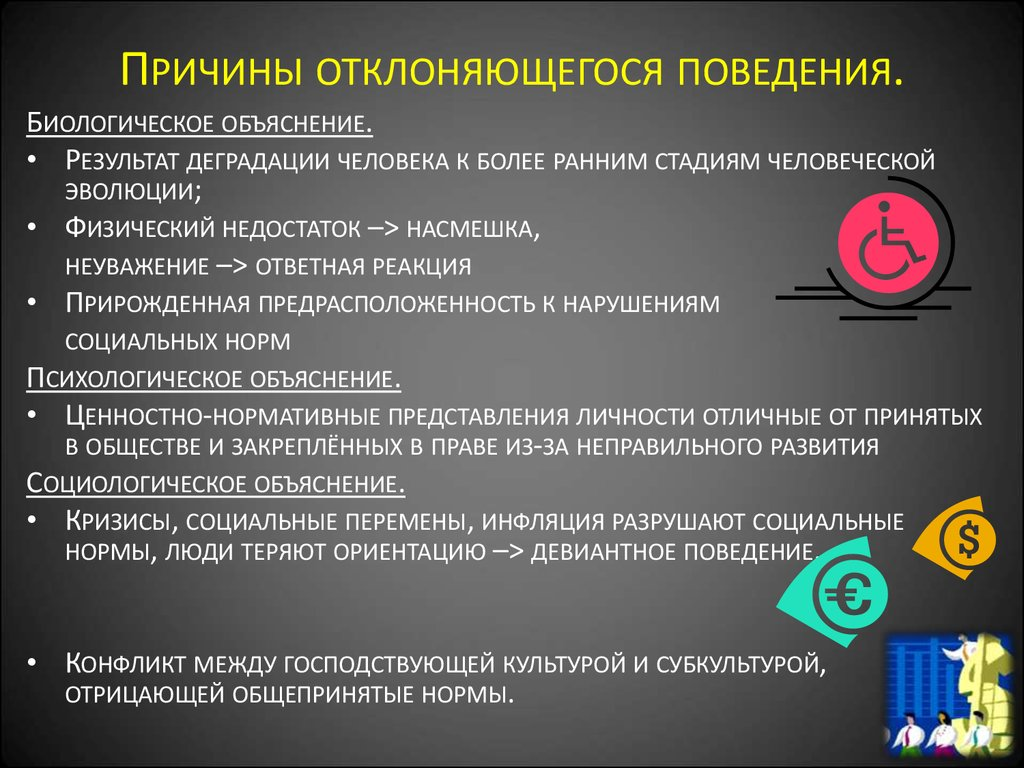 Причины отклоняющегося поведения.
Биологическое объяснение.
• Результат деградации человека к более ранним стадиям человеческой
эволюции;
• Физический недостаток –> насмешка,
неуважение –> ответная реакция
• Прирожденная предрасположенность к нарушениям
социальных норм
Психологическое объяснение.
• Ценностно-нормативные представления личности отличные от принятых
в обществе и закреплённых в праве из-за неправильного развития
Социологическое объяснение.
• Кризисы, социальные перемены, инфляция разрушают социальные
нормы, люди теряют ориентацию –> девиантное поведение.
$
€
• Конфликт между господствующей культурой и субкультурой,
отрицающей общепринятые нормы.